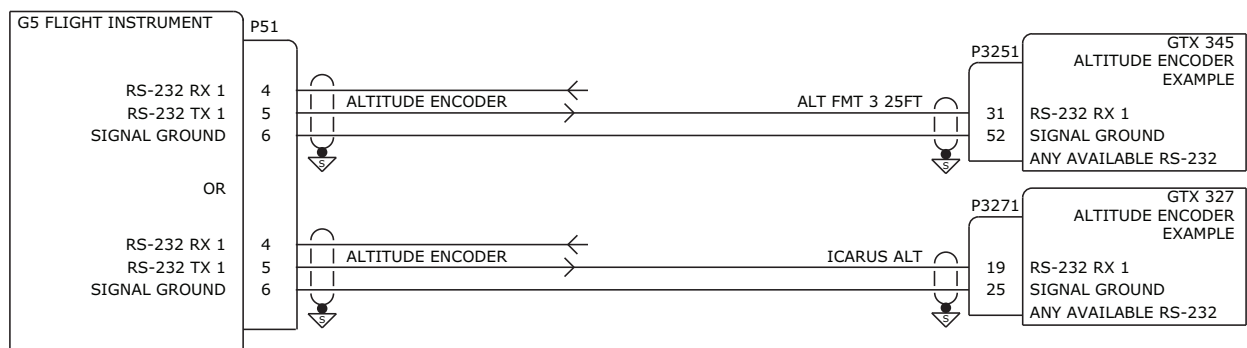 G5 FLIGHT INSTRUMENT
P51
RS-232 RX 1 4
RS-232 TX 1 5
SIGNAL GROUND 6
ALTITUDE ENCODER
ALT FMT 3 25FT
S
S
P3251
GTX 345
ALTITUDE ENCODER
EXAMPLE
31 RS-232 RX 1
52 SIGNAL GROUND
ANY AVAILABLE RS-232
OR
RS-232 RX 1 4
RS-232 TX 1 5
SIGNAL GROUND 6
ALTITUDE ENCODER
ICARUS ALT
S
S
P3271
GTX 327
ALTITUDE ENCODER
EXAMPLE
19 RS-232 RX 1
25 SIGNAL GROUND
ANY AVAILABLE RS-232